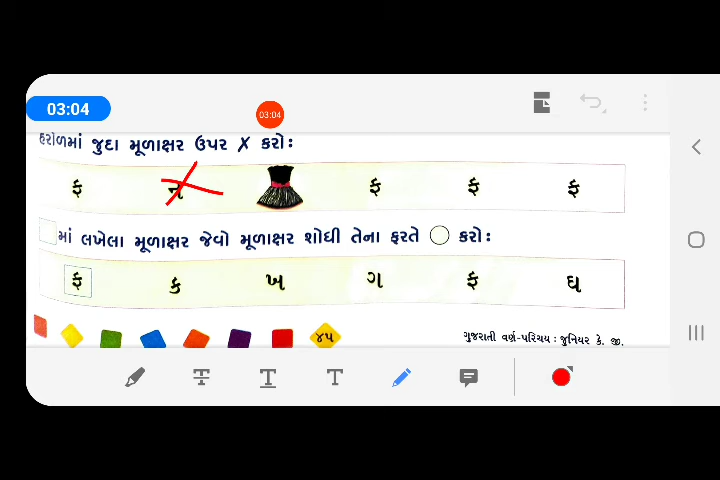 03:04
03:04
હરોળમાં જુદા મૂળાક્ષર ઉપર ✗ કરો:
ફ ન ફ ફ ફ
માં લખેલા મૂળાક્ષર જેવો મૂળાક્ષર શોધી તેના ફરતે ◯ કરો:
ફ ક ખ ગ ફ ઘ
૪૫
ગુજરાતી વર્ણ-પરિચય : જુનિયર કે. જી.
T T T